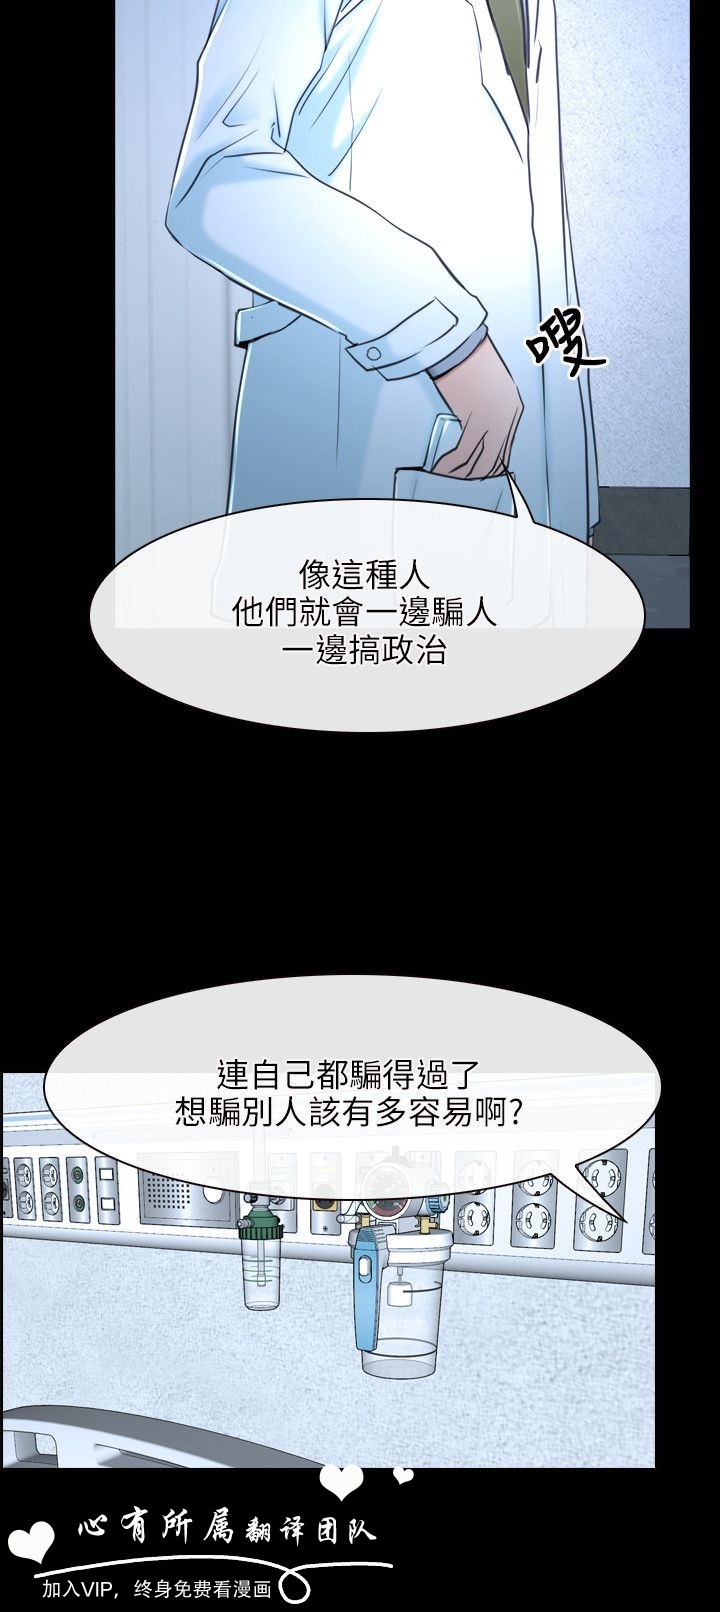 嗖
像這種人
他們就會一邊騙人
一邊搞政治
連自己都騙得過了
想騙別人該有多容易啊?
心有所属翻译团队
加入VIP，终身免费看漫画